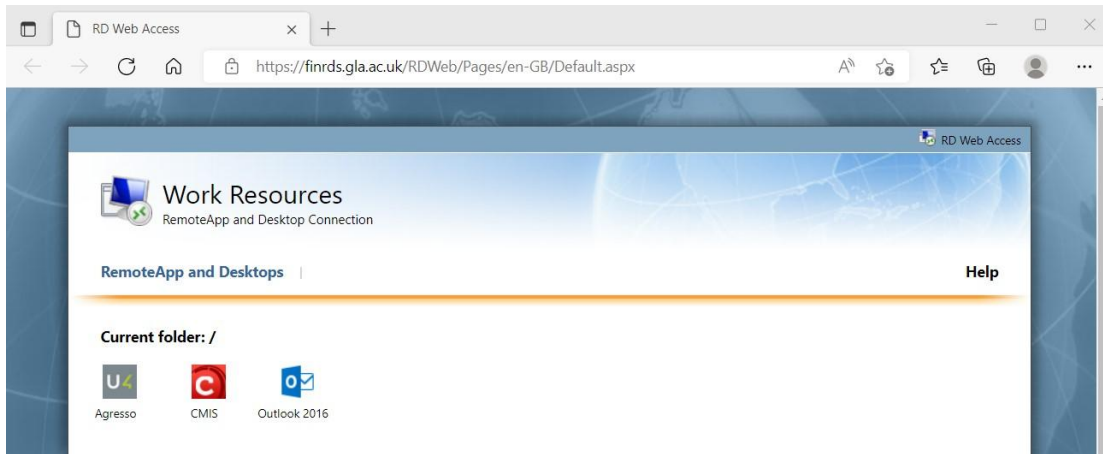 RD Web Access
https://finrds.gla.ac.uk/RDWeb/Pages/en-GB/Default.aspx
RD Web Access
Work Resources
RemoteApp and Desktop Connection
RemoteApp and Desktops | Help
Current folder: /
U4 C O
Agresso CMIS Outlook 2016